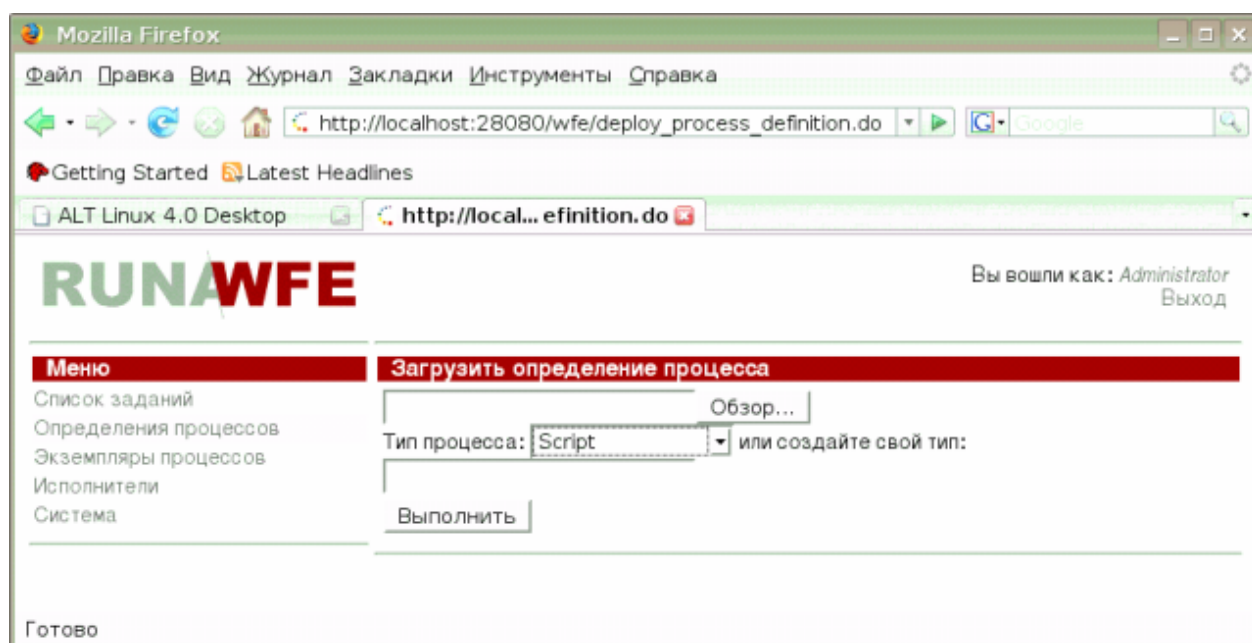 Mozilla Firefox
Файл Правка Вид Журнал Закладки Инструменты Справка
http://localhost:28080/wfe/deploy_process_definition.do G Google
Getting Started Latest Headlines
ALT Linux 4.0 Desktop http://local... efinition.do
RUNAWFE
Вы вошли как: Administrator
Выход
Меню
Список заданий
Определения процессов
Экземпляры процессов
Исполнители
Система
Загрузить определение процесса
Обзор...
Тип процесса: Script или создайте свой тип:
Выполнить
Готово